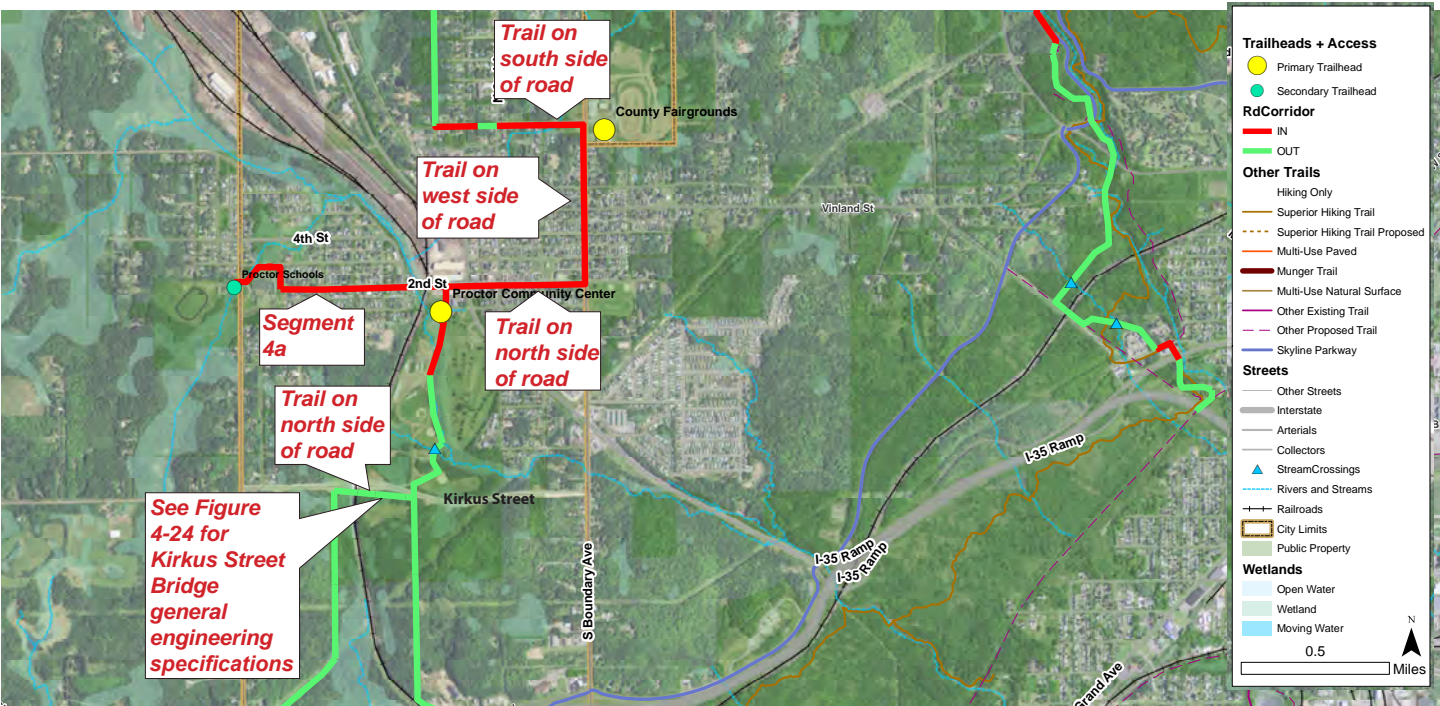 Trail on
south side
of road
County Fairgrounds
Trail on
west side
of road
Vinland St
4th St
Proctor Schools
2nd St
Proctor Community Center
Segment
4a
Trail on
north side
of road
Trail on
north side
of road
Kirkus Street
See Figure
4-24 for
Kirkus Street
Bridge
general
engineering
specifications
S Boundary Ave
I-35 Ramp
I-35 Ramp
I-35 Ramp
Grand Ave
Trailheads + Access
Primary Trailhead
Secondary Trailhead
RdCorridor
IN
OUT
Other Trails
Hiking Only
Superior Hiking Trail
Superior Hiking Trail Proposed
Multi-Use Paved
Munger Trail
Multi-Use Natural Surface
Other Existing Trail
Other Proposed Trail
Skyline Parkway
Streets
Other Streets
Interstate
Arterials
Collectors
StreamCrossings
Rivers and Streams
Railroads
City Limits
Public Property
Wetlands
Open Water
Wetland
Moving Water
N
0.5
Miles